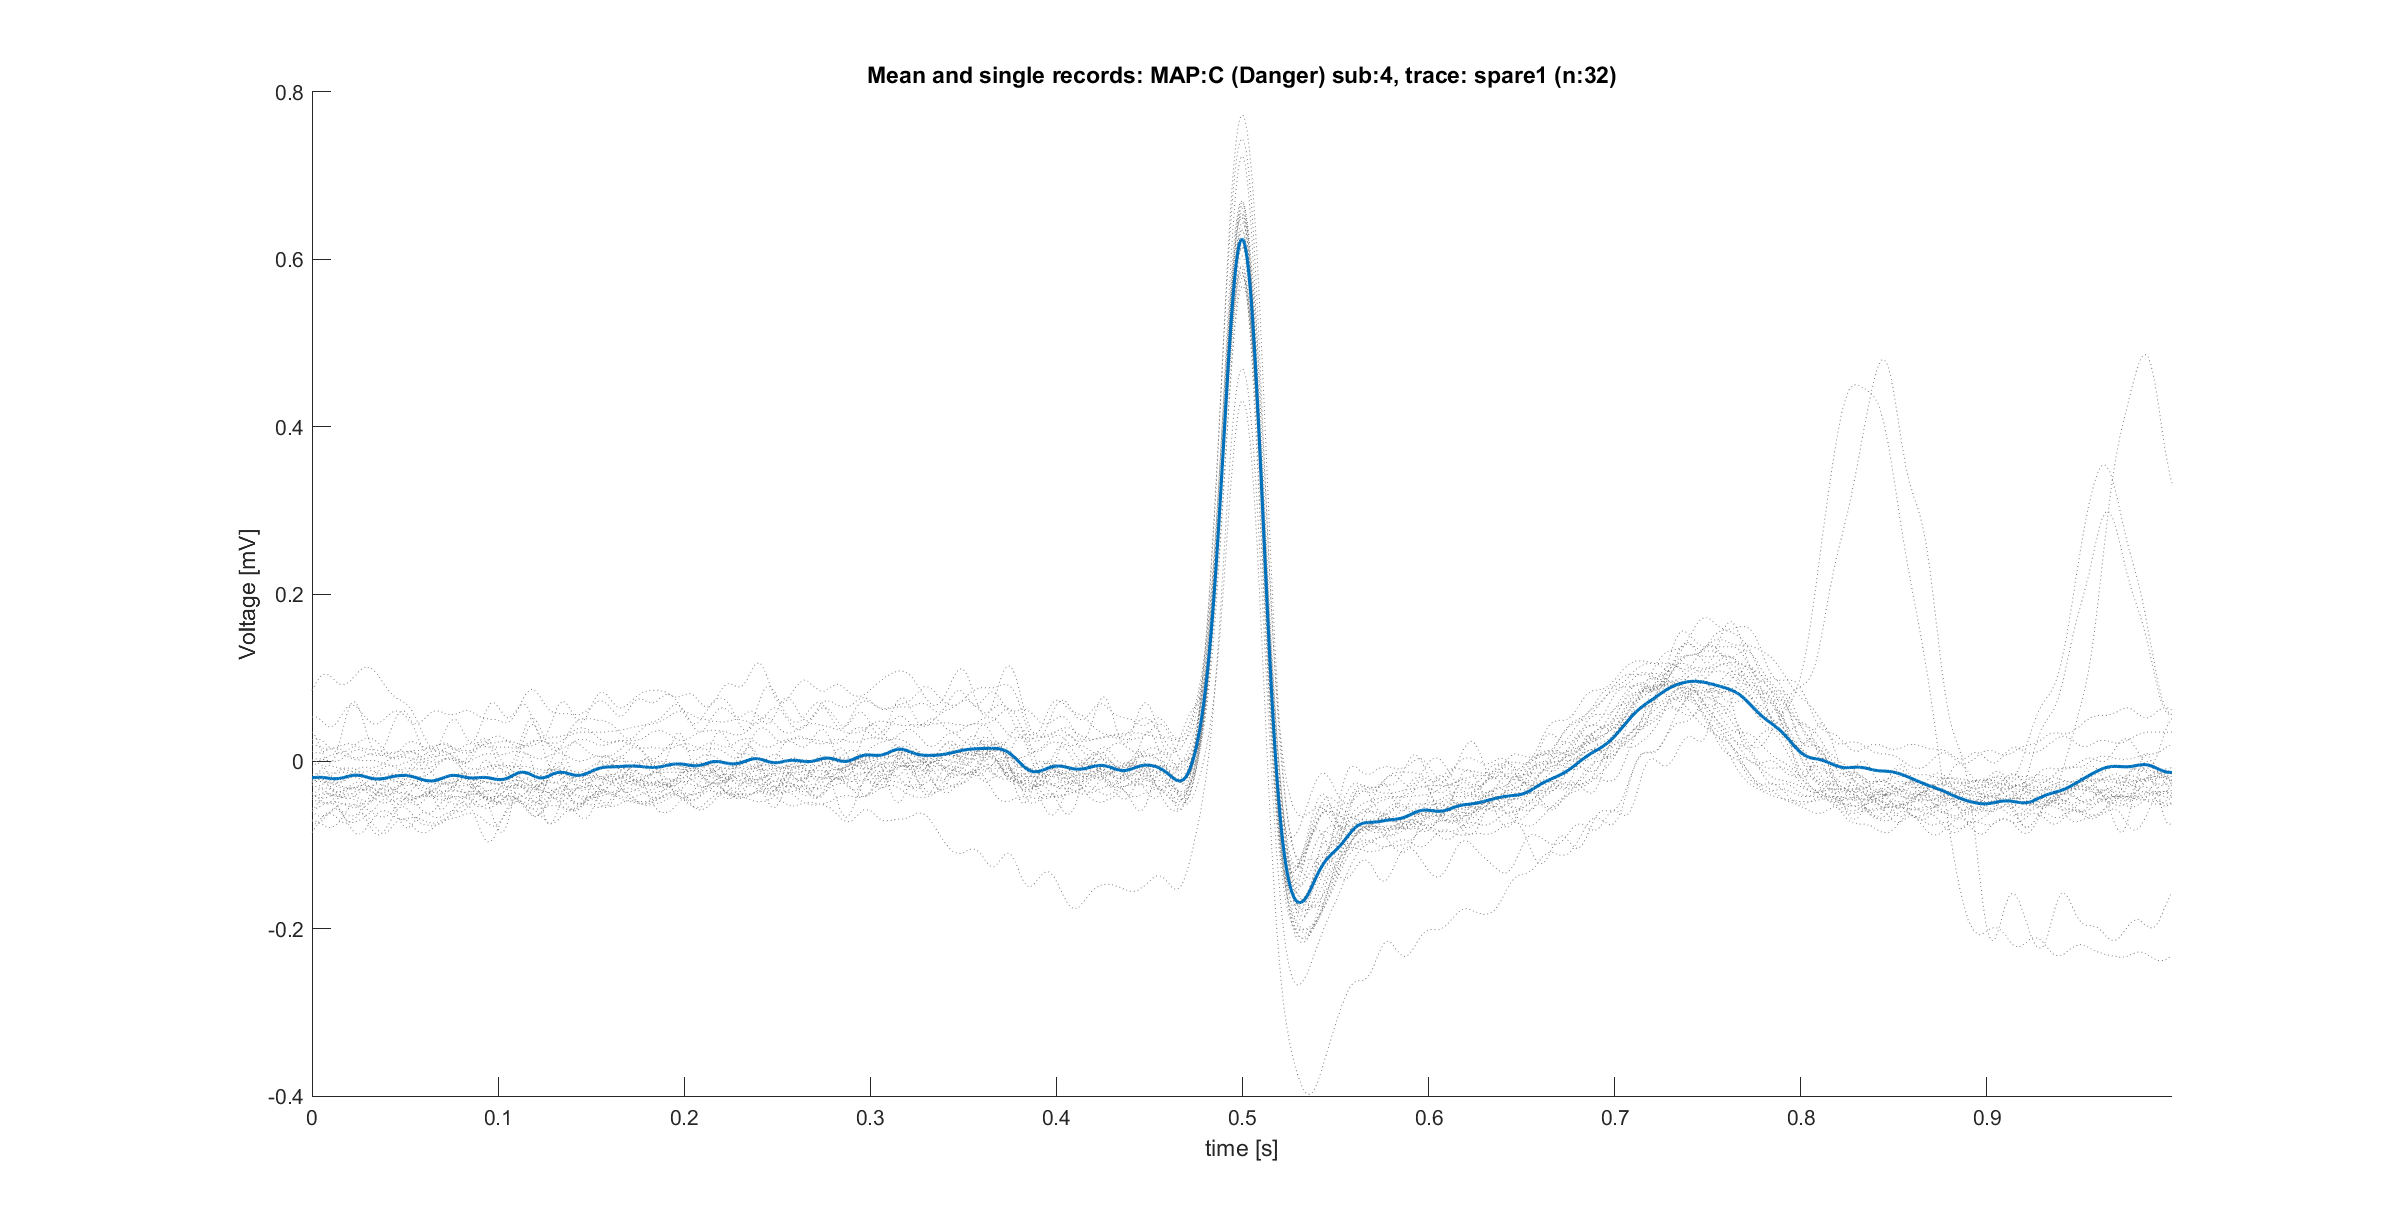 Mean and single records: MAP:C (Danger) sub:4, trace: spare1 (n:32)
0.8
0.6
0.4
0.2
0
-0.2
-0.4
Voltage [mV]
0 0.1 0.2 0.3 0.4 0.5 0.6 0.7 0.8 0.9
time [s]